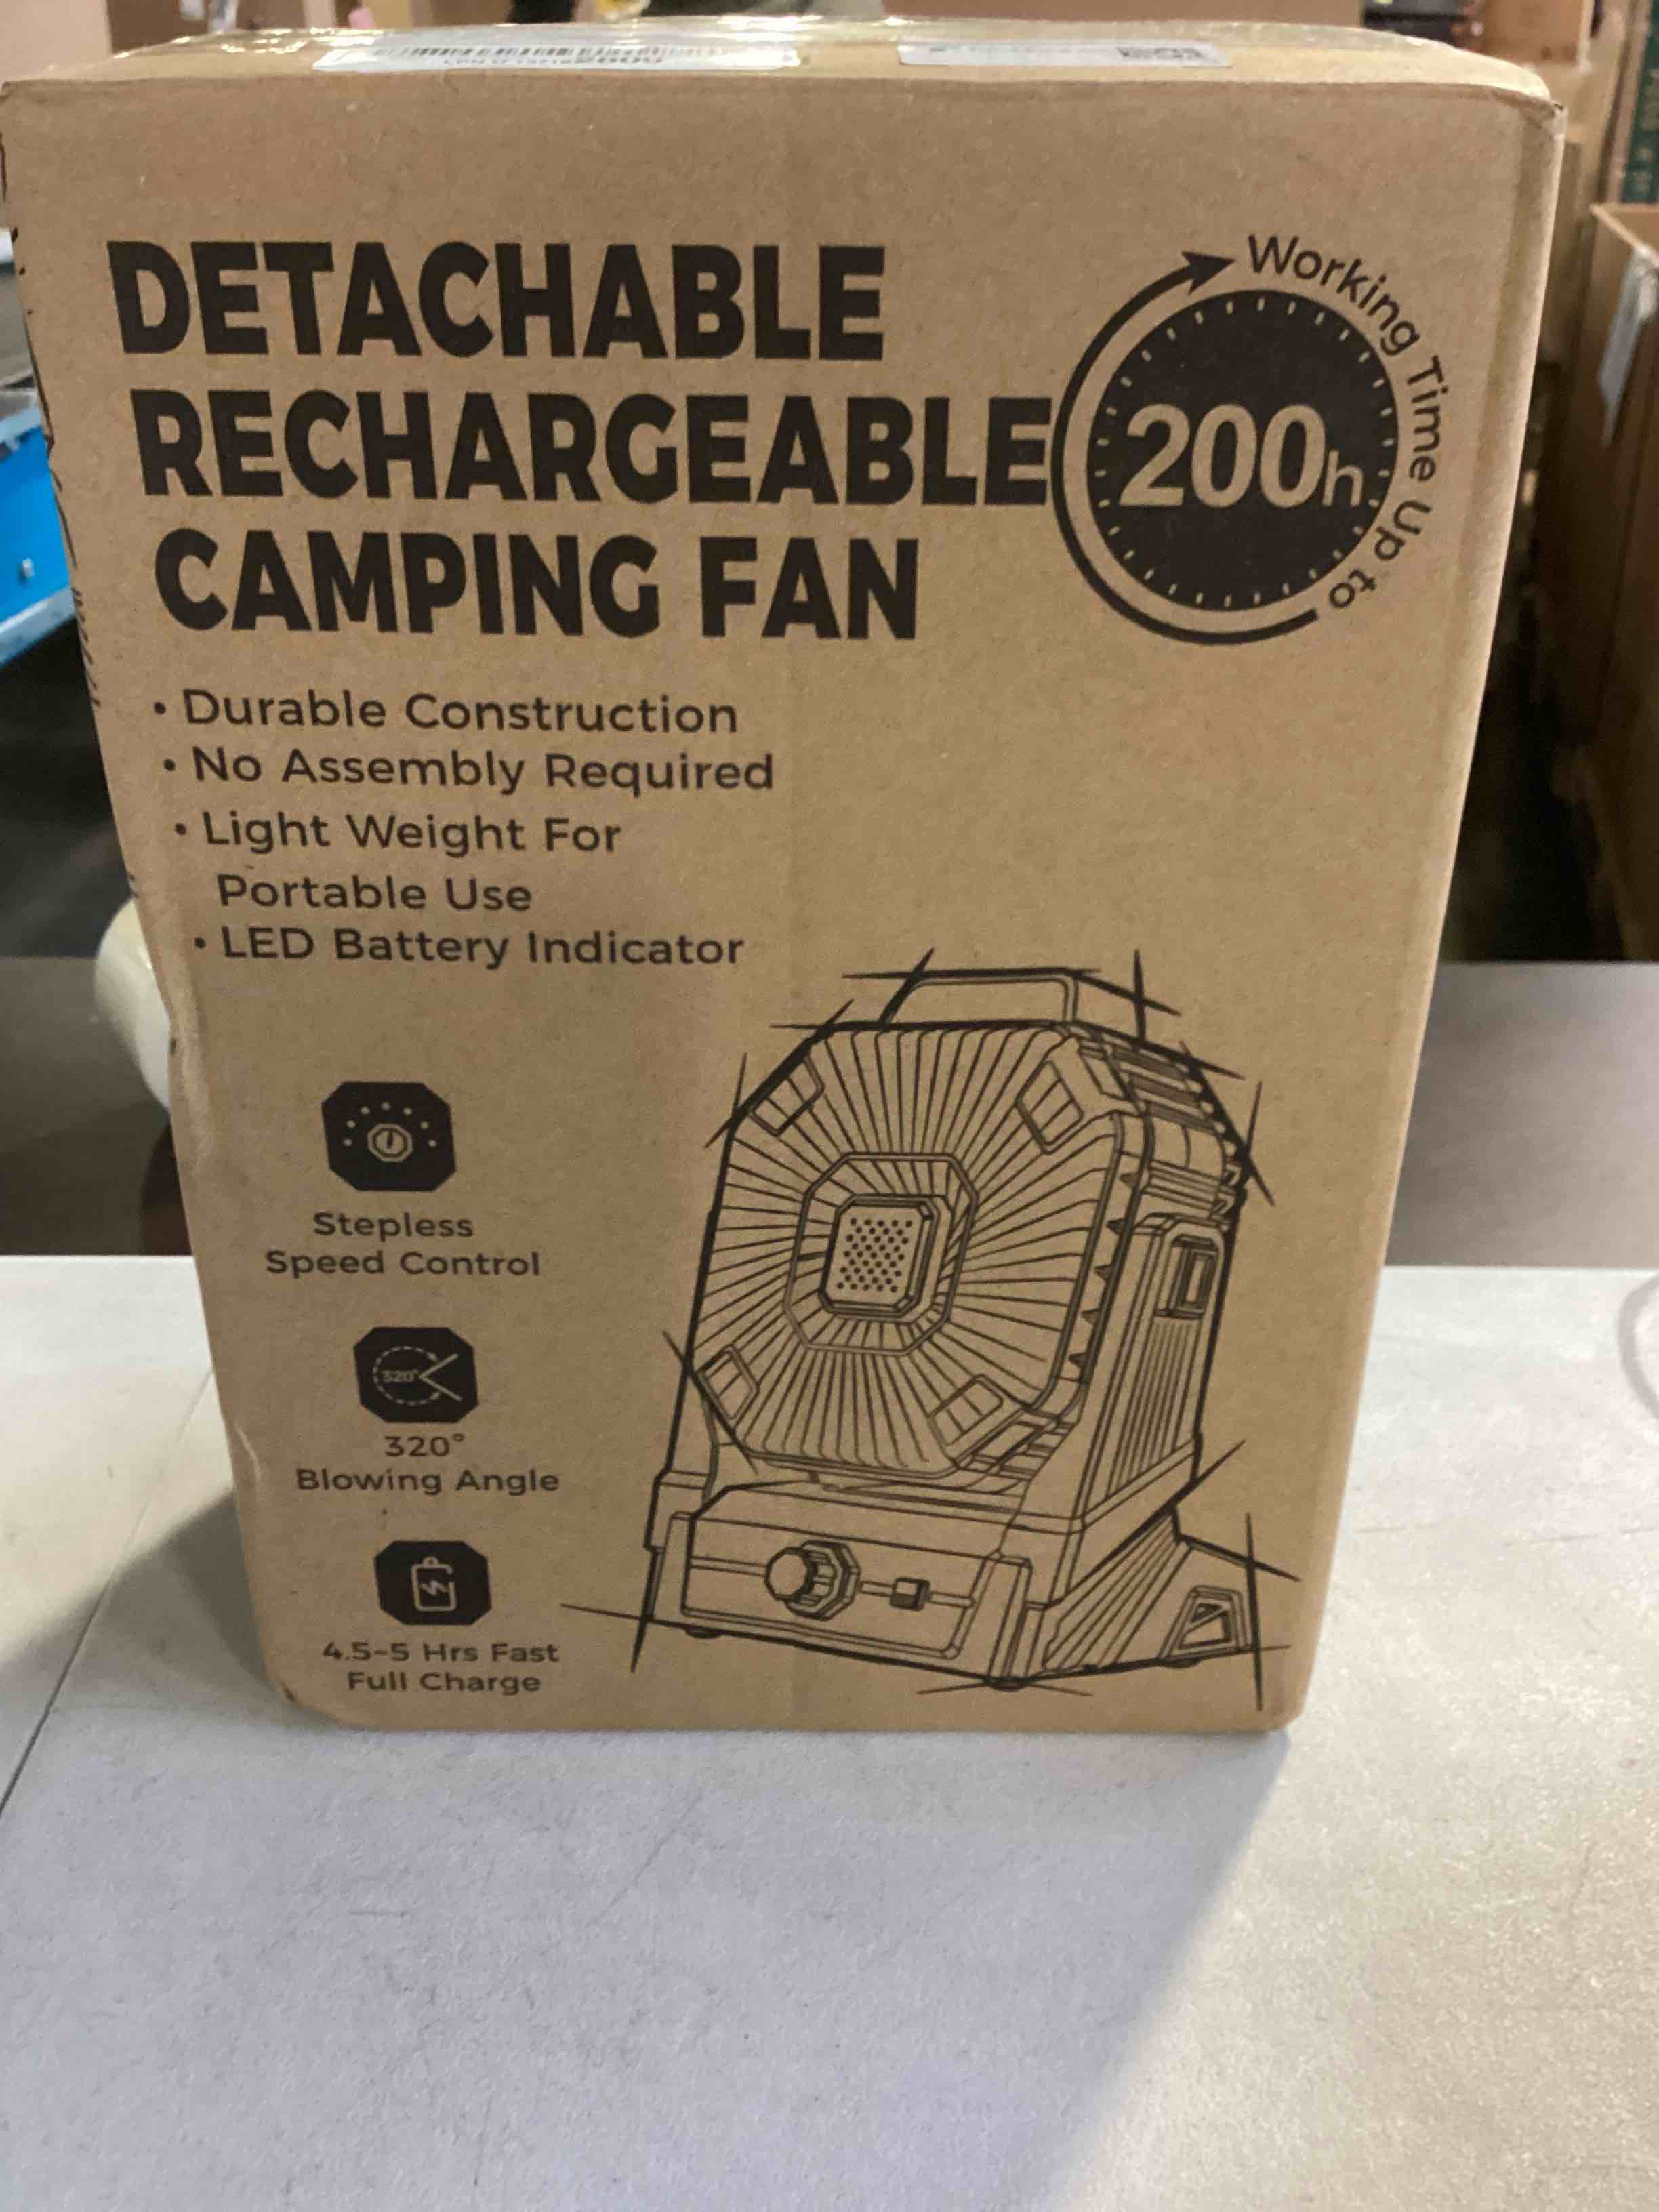 DETACHABLE
RECHARGEABLE
CAMPING FAN
Working Time Up to
200h
• Durable Construction
• No Assembly Required
• Light Weight For
Portable Use
• LED Battery Indicator
Stepless
Speed Control
320°
320°
Blowing Angle
4.5-5 Hrs Fast
Full Charge